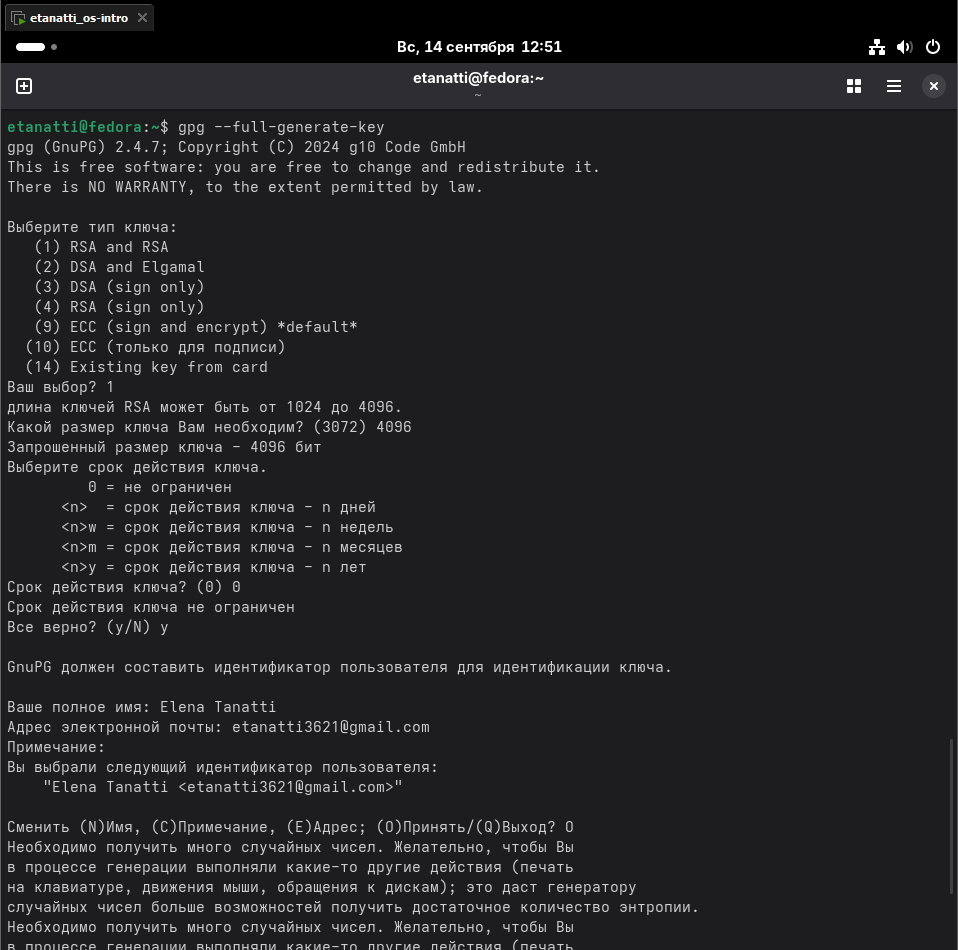 etanatti_os-intro
Вс, 14 сентября 12:51
etanatti@fedora:~
~
etanatti@fedora:~$ gpg --full-generate-key
gpg (GnuPG) 2.4.7; Copyright (C) 2024 g10 Code GmbH
This is free software: you are free to change and redistribute it.
There is NO WARRANTY, to the extent permitted by law.
Выберите тип ключа:
(1) RSA and RSA
(2) DSA and Elgamal
(3) DSA (sign only)
(4) RSA (sign only)
(9) ECC (sign and encrypt) *default*
(10) ECC (только для подписи)
(14) Existing key from card
Ваш выбор? 1
длина ключей RSA может быть от 1024 до 4096.
Какой размер ключа Вам необходим? (3072) 4096
Запрошенный размер ключа - 4096 бит
Выберите срок действия ключа.
0 = не ограничен
<n>  = срок действия ключа - n дней
<n>w = срок действия ключа - n недель
<n>m = срок действия ключа - n месяцев
<n>y = срок действия ключа - n лет
Срок действия ключа? (0) 0
Срок действия ключа не ограничен
Все верно? (y/N) y
GnuPG должен составить идентификатор пользователя для идентификации ключа.
Ваше полное имя: Elena Tanatti
Адрес электронной почты: etanatti3621@gmail.com
Примечание:
Вы выбрали следующий идентификатор пользователя:
"Elena Tanatti <etanatti3621@gmail.com>"
Сменить (N)Имя, (C)Примечание, (E)Адрес; (O)Принять/(Q)Выход? O
Необходимо получить много случайных чисел. Желательно, чтобы Вы
в процессе генерации выполняли какие-то другие действия (печать
на клавиатуре, движения мыши, обращения к дискам); это даст генератору
случайных чисел больше возможностей получить достаточное количество энтропии.
Необходимо получить много случайных чисел. Желательно, чтобы Вы
в процессе генерации выполняли какие-то другие действия (печать